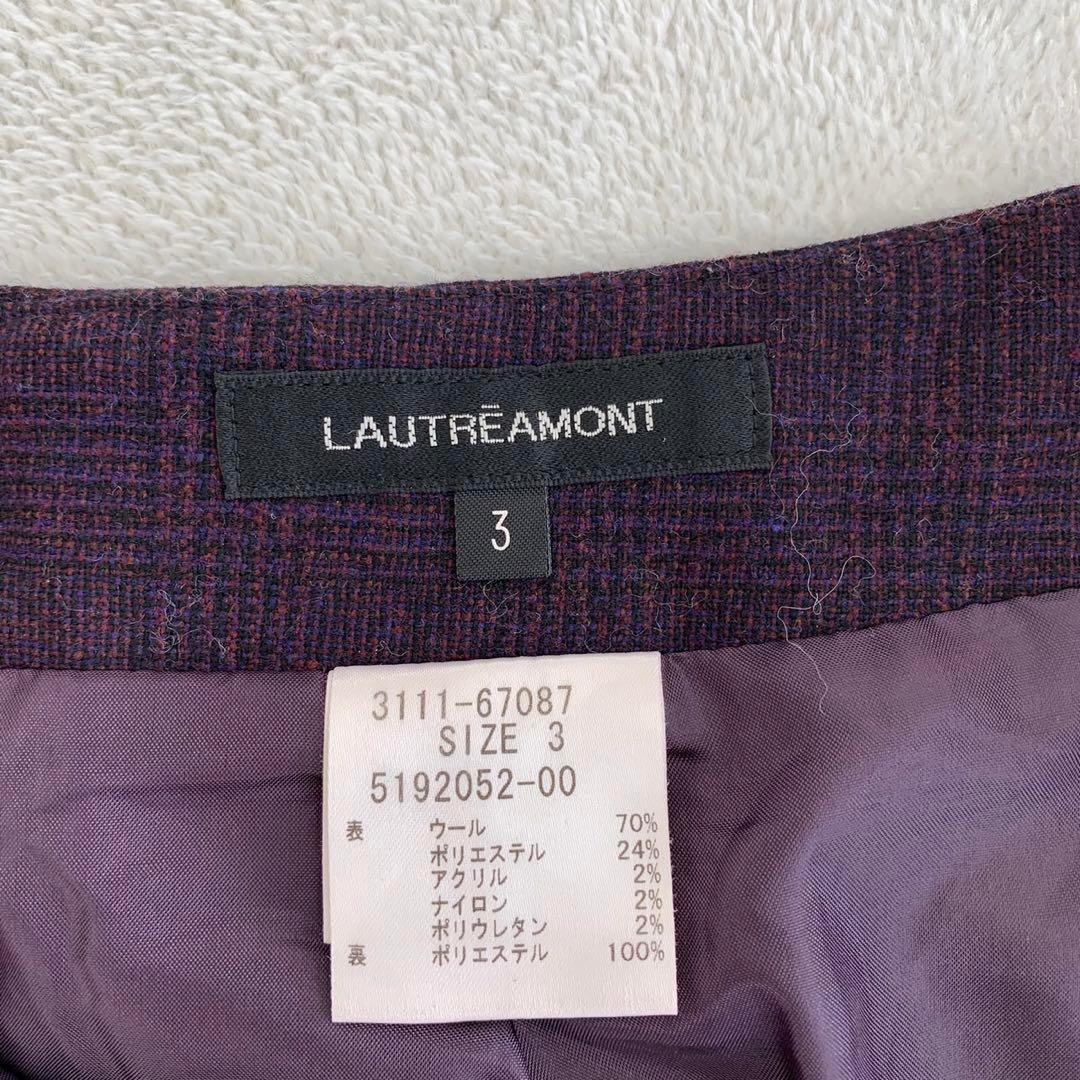 LAUTRĒAMONT
3
3111-67087
SIZE 3
5192052-00
表 ウール 70%
ポリエステル 24%
アクリル 2%
ナイロン 2%
ポリウレタン 2%
裏 ポリエステル 100%